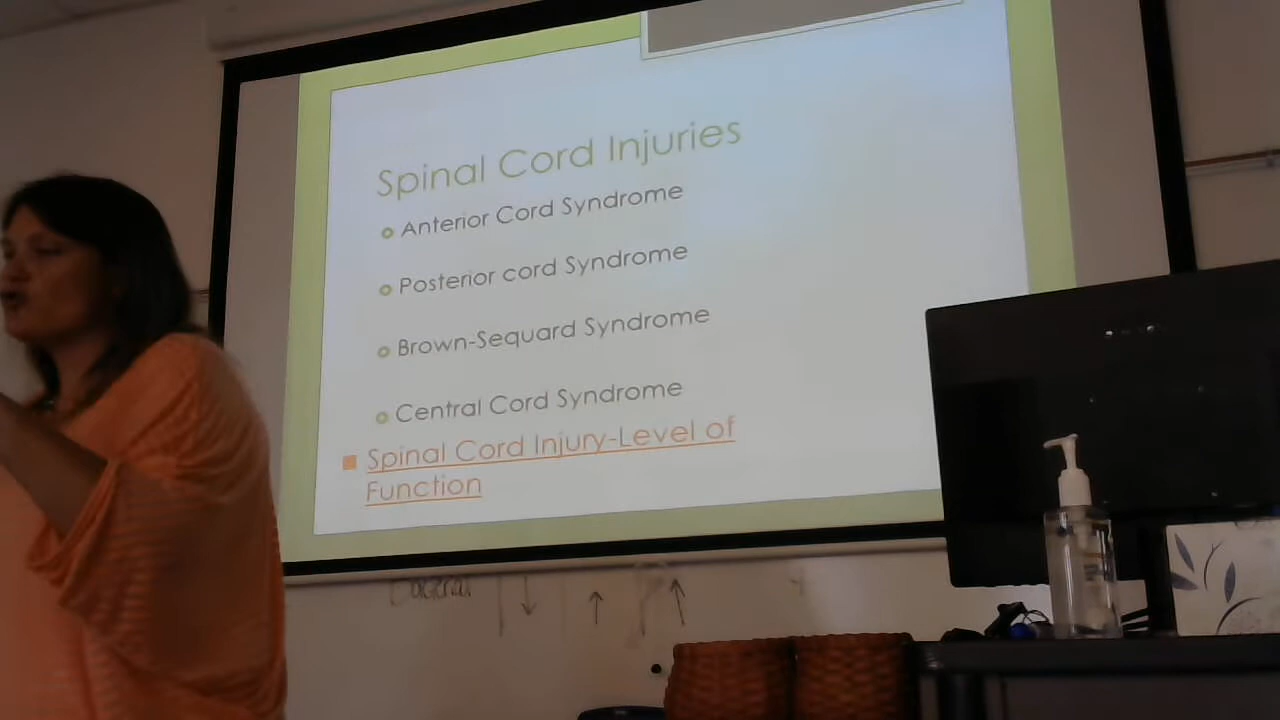 Spinal Cord Injuries
Anterior Cord Syndrome
Posterior cord Syndrome
Brown-Sequard Syndrome
Central Cord Syndrome
Spinal Cord Injury-Level of
Function